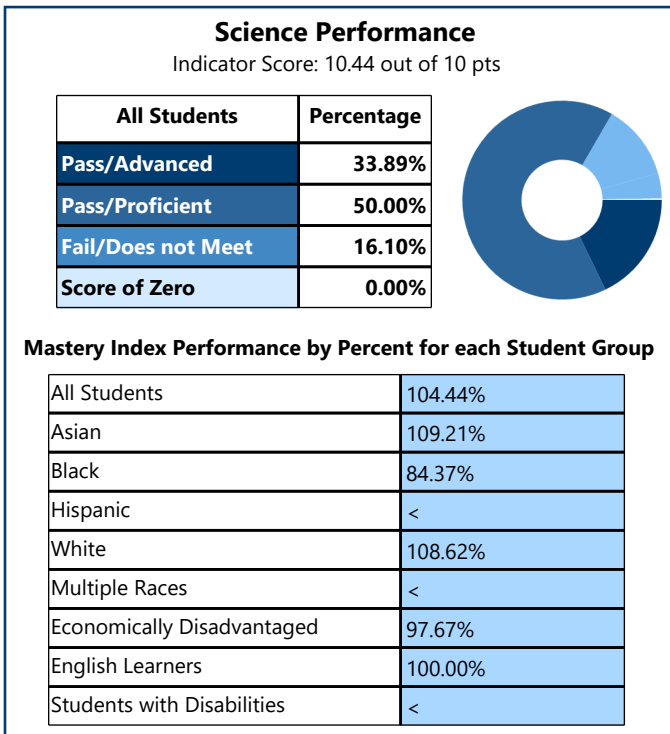 Science Performance
Indicator Score: 10.44 out of 10 pts
All Students Percentage
Pass/Advanced 33.89%
Pass/Proficient 50.00%
Fail/Does not Meet 16.10%
Score of Zero 0.00%
Mastery Index Performance by Percent for each Student Group
All Students 104.44%
Asian 109.21%
Black 84.37%
Hispanic <
White 108.62%
Multiple Races <
Economically Disadvantaged 97.67%
English Learners 100.00%
Students with Disabilities <